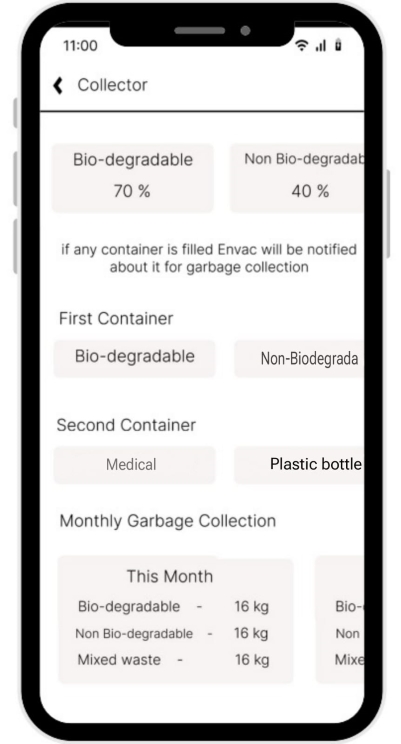 11:00
Collector
Bio-degradable Non Bio-degradab
70 % 40 %
if any container is filled Envac will be notified
about it for garbage collection
First Container
Bio-degradable Non-Biodegrada
Second Container
Medical Plastic bottle
Monthly Garbage Collection
This Month
Bio-degradable - 16 kg Bio-
Non Bio-degradable - 16 kg Non
Mixed waste - 16 kg Mixe